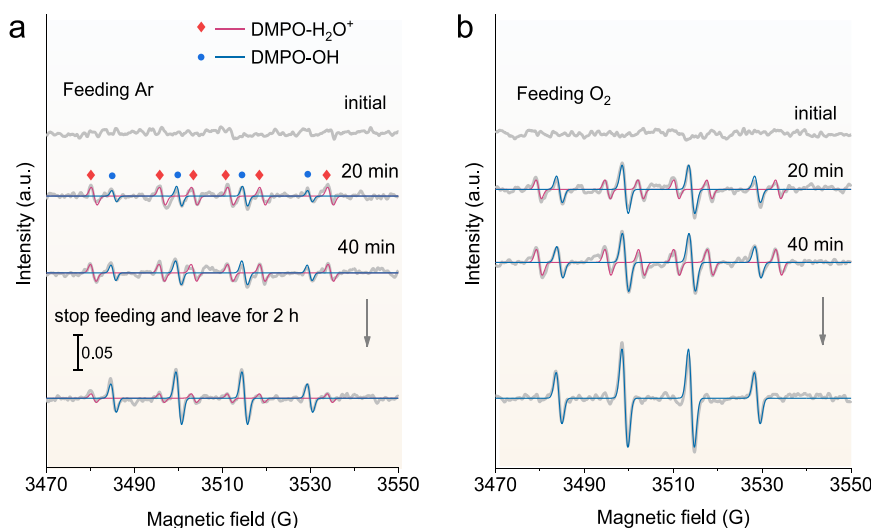 a
DMPO-H₂O⁺
DMPO-OH
Feeding Ar
initial
20 min
40 min
stop feeding and leave for 2 h
0.05
Intensity (a.u.)
3470 3490 3510 3530 3550
Magnetic field (G)
b
Feeding O₂
initial
20 min
40 min
Intensity (a.u.)
3470 3490 3510 3530 3550
Magnetic field (G)